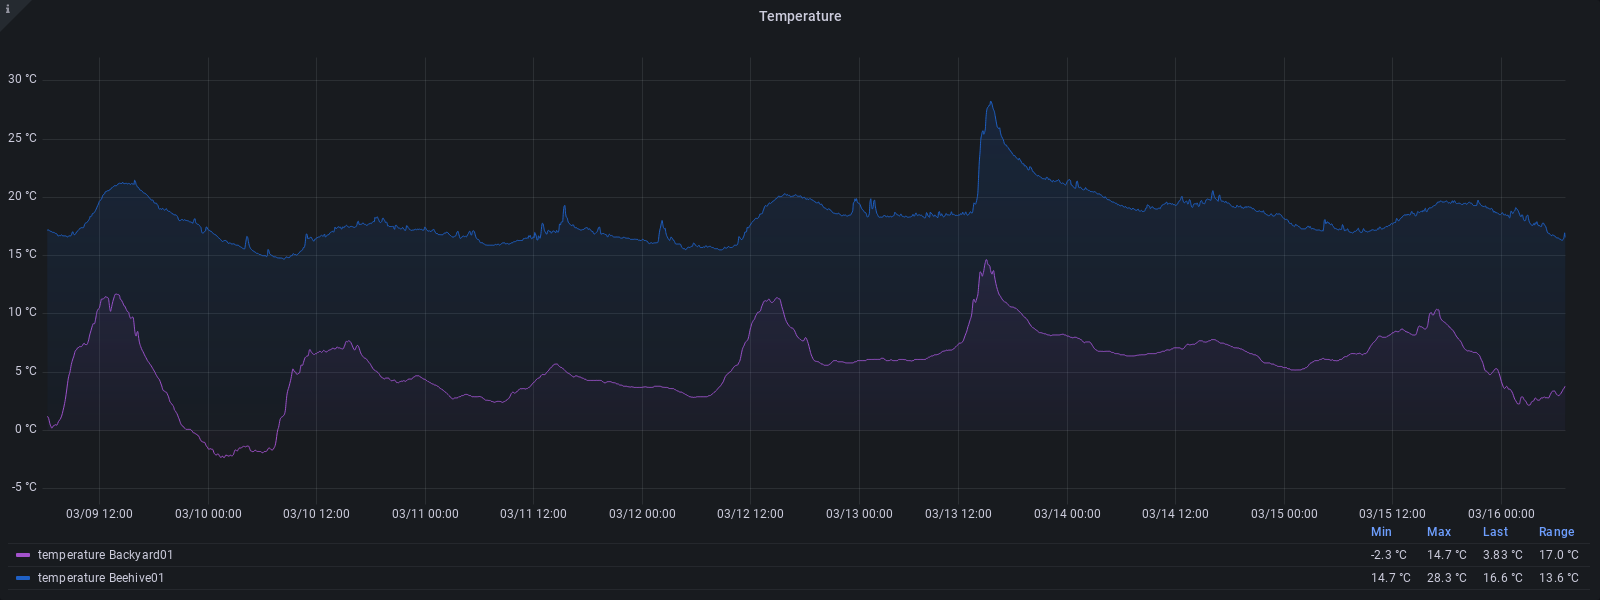 i
Temperature
30 °C
25 °C
20 °C
15 °C
10 °C
5 °C
0 °C
-5 °C
03/09 12:00 03/10 00:00 03/10 12:00 03/11 00:00 03/11 12:00 03/12 00:00 03/12 12:00 03/13 00:00 03/13 12:00 03/14 00:00 03/14 12:00 03/15 00:00 03/15 12:00 03/16 00:00
Min Max Last Range
temperature Backyard01 -2.3 °C 14.7 °C 3.83 °C 17.0 °C
temperature Beehive01 14.7 °C 28.3 °C 16.6 °C 13.6 °C